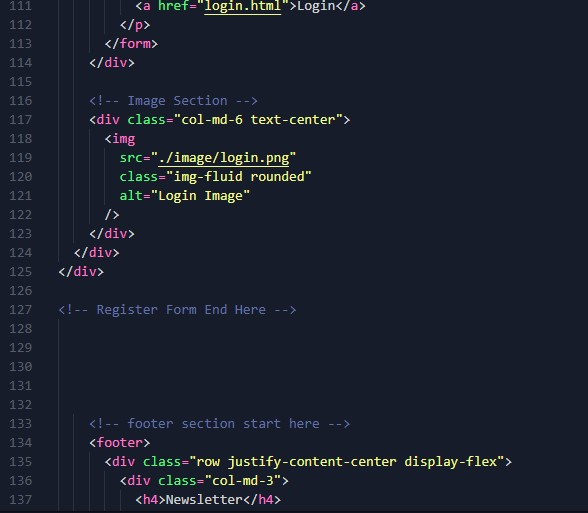 111 <a href="login.html">Login</a>
112 </p>
113 </form>
114 </div>
115
116 <!-- Image Section -->
117 <div class="col-md-6 text-center">
118 <img
119 src="./image/login.png"
120 class="img-fluid rounded"
121 alt="Login Image"
122 />
123 </div>
124 </div>
125 </div>
126
127 <!-- Register Form End Here -->
128
129
130
131
132
133 <!-- footer section start here -->
134 <footer>
135 <div class="row justify-content-center display-flex">
136 <div class="col-md-3">
137 <h4>Newsletter</h4>